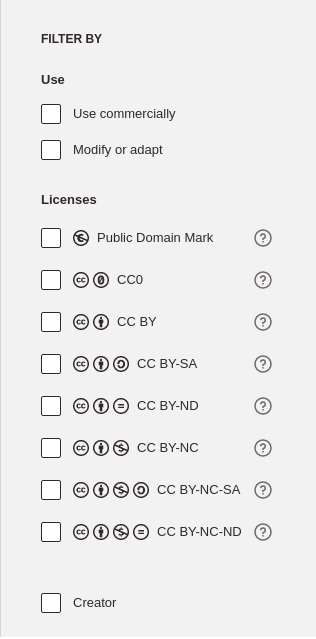 FILTER BY
Use
Use commercially
Modify or adapt
Licenses
Public Domain Mark
CC0
CC BY
CC BY-SA
CC BY-ND
CC BY-NC
CC BY-NC-SA
CC BY-NC-ND
Creator